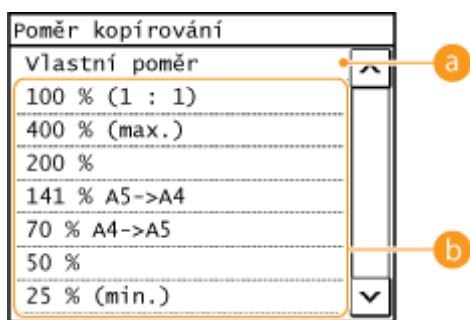 Poměr kopírování
Vlastní poměr
a
100 % (1 : 1)
400 % (max.)
200 %
141 % A5->A4
70 % A4->A5
b
50 %
25 % (min.)